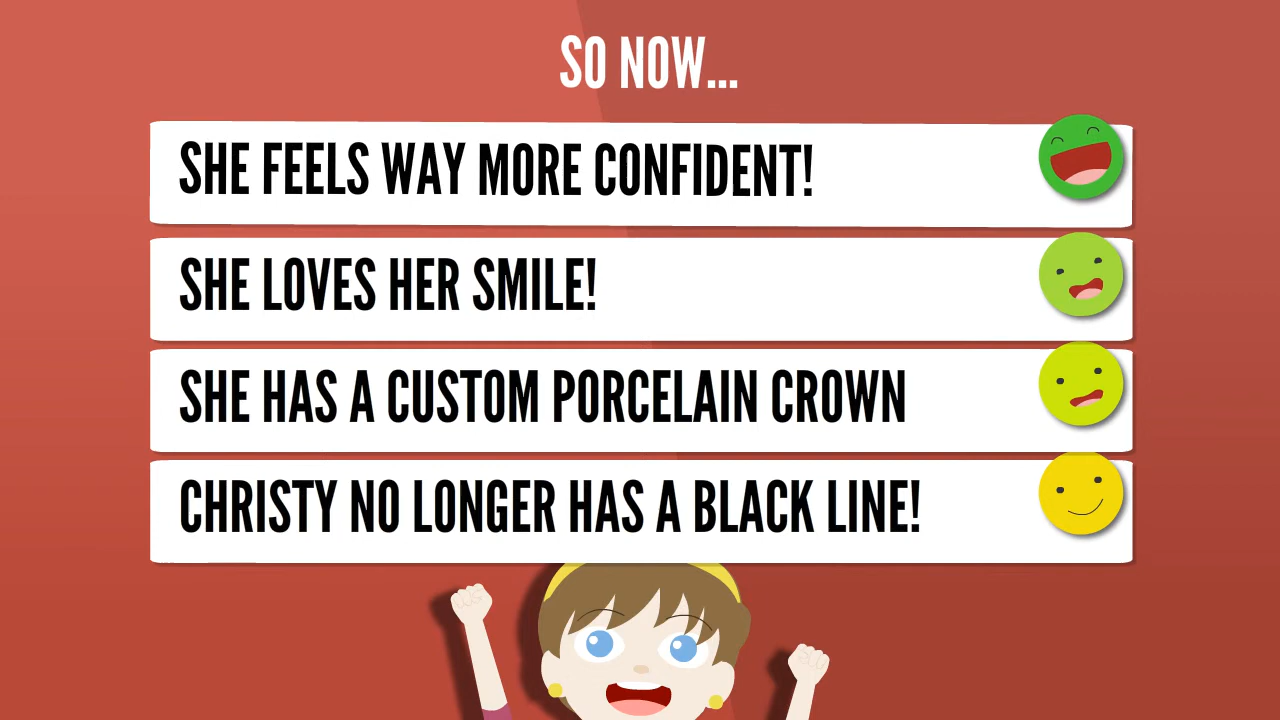 SO NOW...
SHE FEELS WAY MORE CONFIDENT!
SHE LOVES HER SMILE!
SHE HAS A CUSTOM PORCELAIN CROWN
CHRISTY NO LONGER HAS A BLACK LINE!